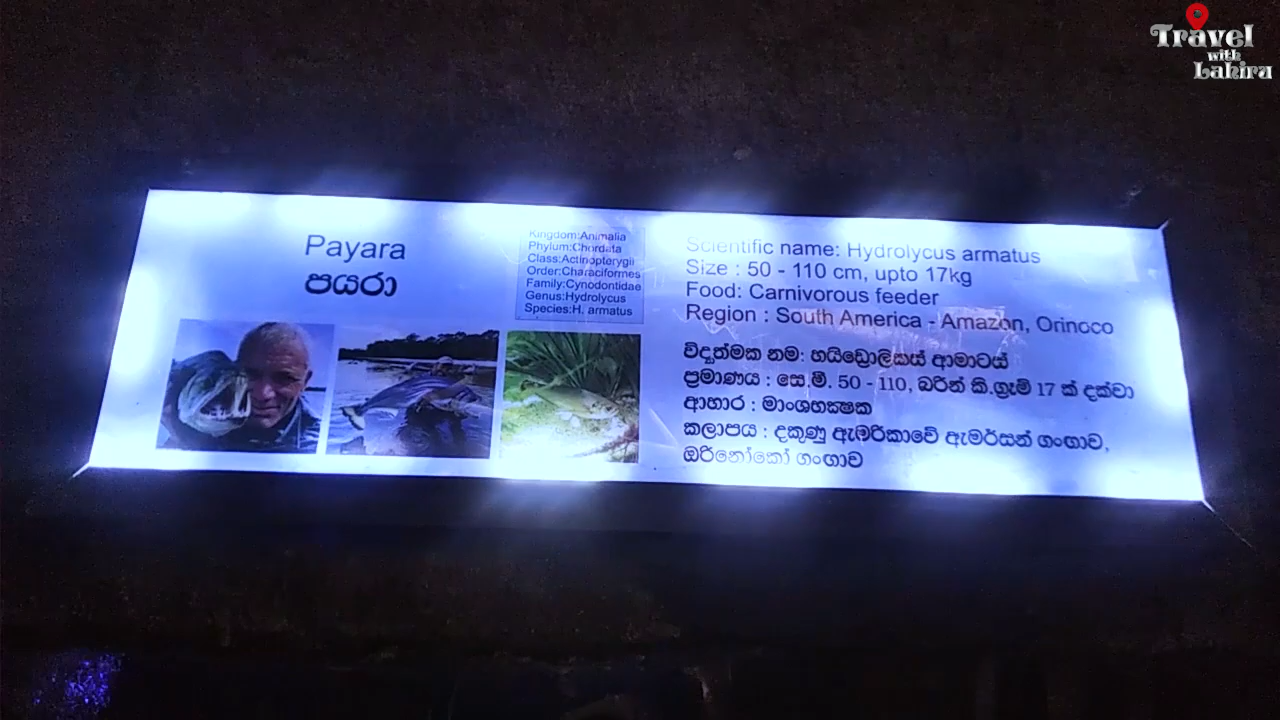 Travel
with
Lahiru
Payara
පයරා
Kingdom:Animalia
Phylum:Chordata
Class:Actinopterygii
Order:Characiformes
Family:Cynodontidae
Genus:Hydrolycus
Species:H. armatus
Scientific name: Hydrolycus armatus
Size : 50 - 110 cm, upto 17kg
Food: Carnivorous feeder
Region : South America - Amazon, Orinoco
විද්‍යාත්මක නම: හයිඩ්‍රොලිකස් ආමාටස්
ප්‍රමාණය : සෙ.මී. 50 - 110, බරින් කි.ග්‍රෑම් 17 ක් දක්වා
ආහාර : මාංශභක්‍ෂක
කලාපය : දකුණු ඇමරිකාවේ ඇමර්සන් ගංඟාව,
ඔරිනෝකෝ ගංඟාව